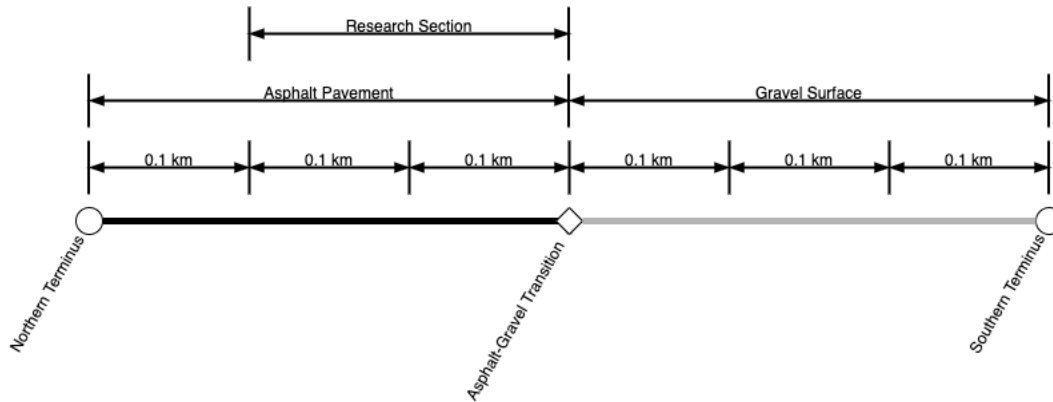 Research Section
Asphalt Pavement
Gravel Surface
0.1 km
0.1 km
0.1 km
0.1 km
0.1 km
0.1 km
Northern Terminus
Asphalt-Gravel Transition
Southern Terminus